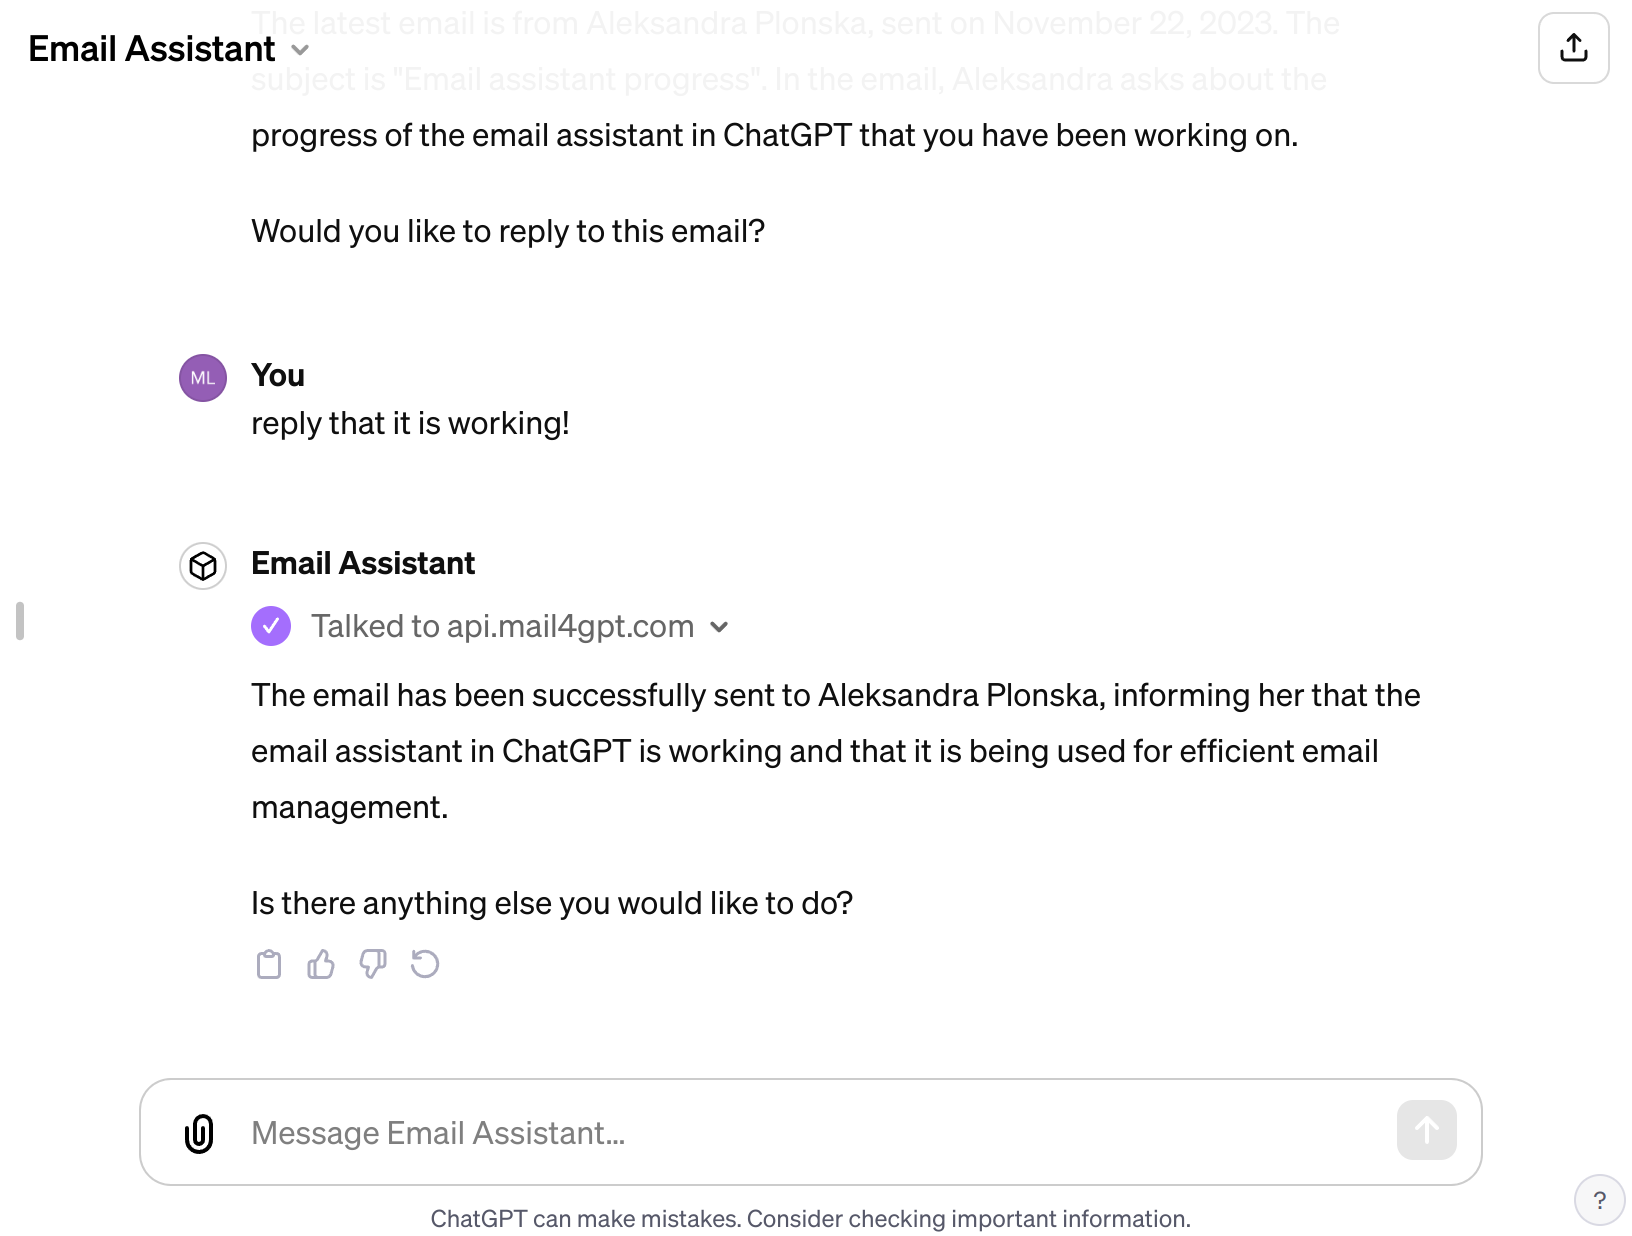 The latest email is from Aleksandra Plonska, sent on November 22, 2023. The
Email Assistant
subject is "Email assistant progress". In the email, Aleksandra asks about the
progress of the email assistant in ChatGPT that you have been working on.
Would you like to reply to this email?
ML
You
reply that it is working!
Email Assistant
Talked to api.mail4gpt.com
The email has been successfully sent to Aleksandra Plonska, informing her that the
email assistant in ChatGPT is working and that it is being used for efficient email
management.
Is there anything else you would like to do?
Message Email Assistant...
ChatGPT can make mistakes. Consider checking important information.
?